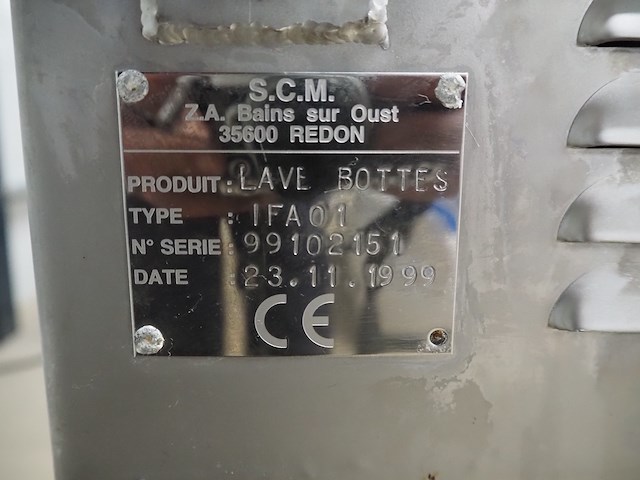 S.C.M.
Z.A. Bains sur Oust
35600 REDON
PRODUIT : LAVE BOTTES
TYPE : IFA01
N° SERIE : 99102151
DATE : 23.11.1999
CE